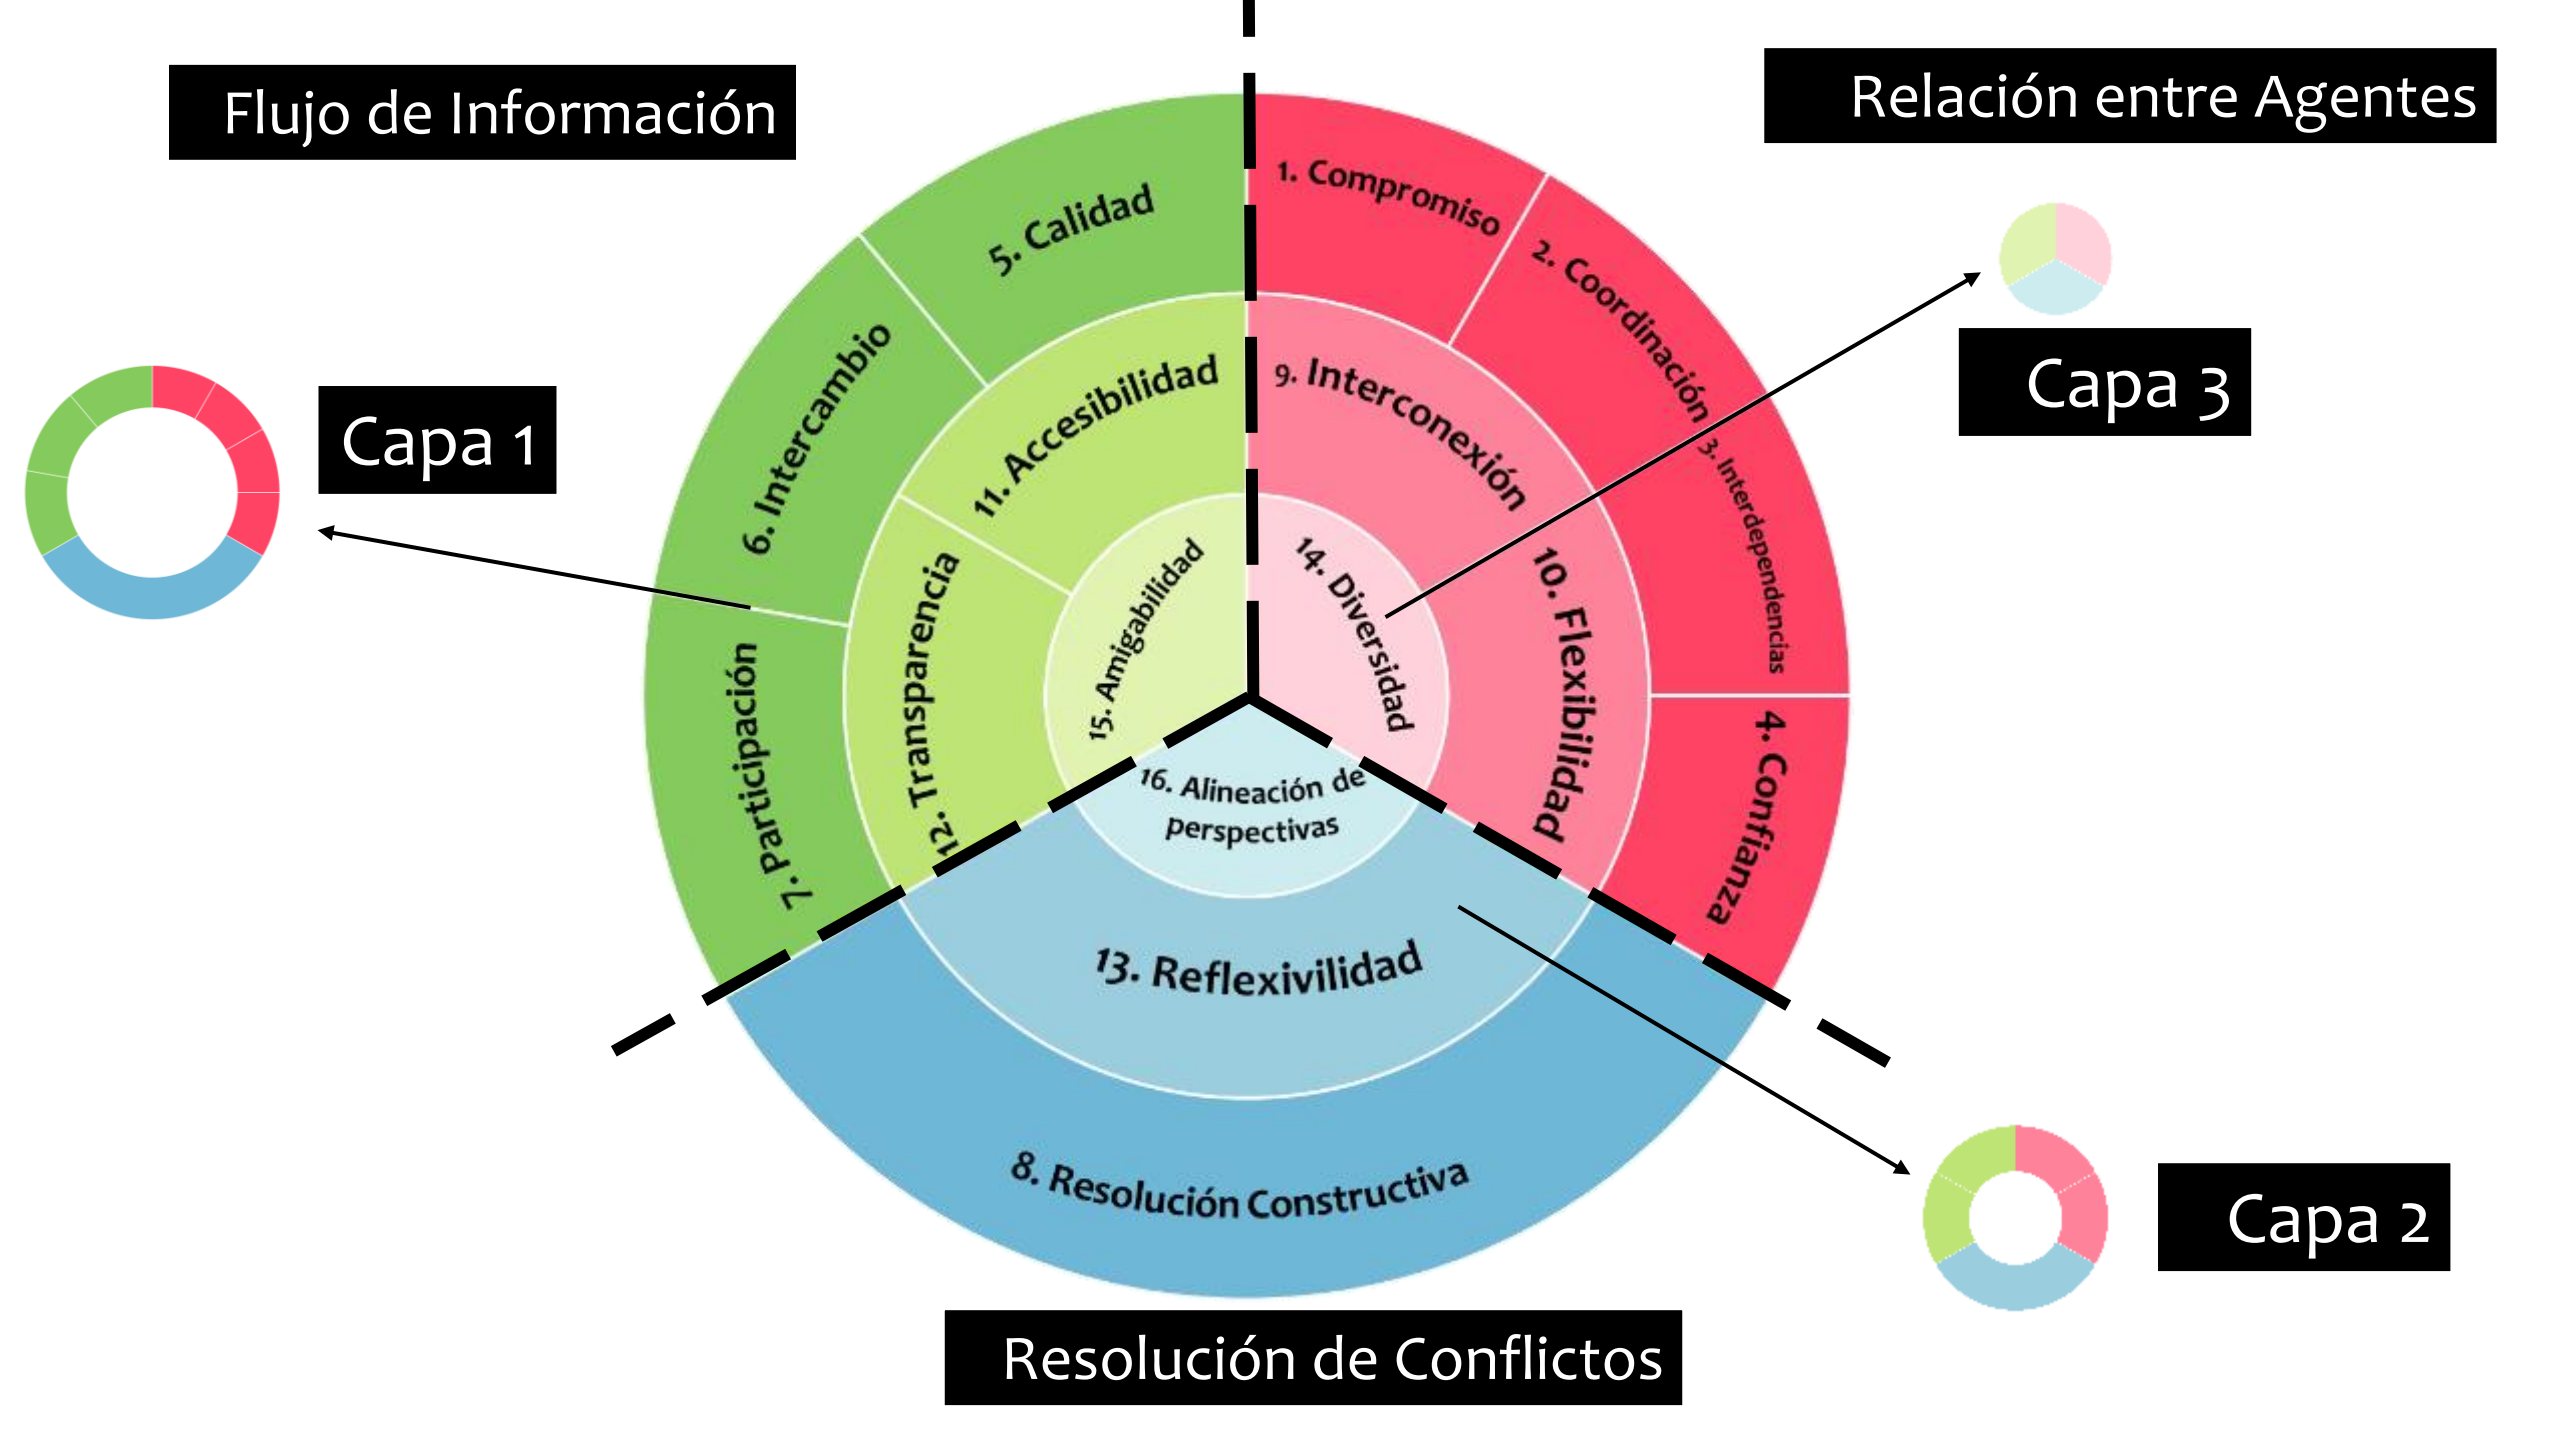 Flujo de Información
Relación entre Agentes
Capa 1
Capa 3
1. Compromiso
2. Coordinación
3. Interdependencias
4. Confianza
5. Calidad
6. Intercambio
7. Participación
8. Resolución Constructiva
9. Interconexión
10. Flexibilidad
11. Accesibilidad
12. Transparencia
13. Reflexivilidad
14. Diversidad
15. Amigabilidad
16. Alineación de
perspectivas
Capa 2
Resolución de Conflictos